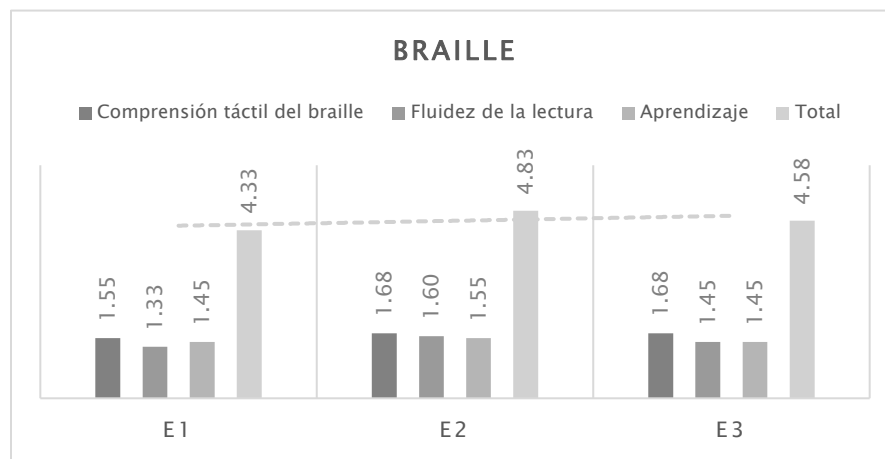 BRAILLE
Comprensión táctil del braille Fluidez de la lectura Aprendizaje Total
1.55 1.33 1.45 4.33 1.68 1.60 1.55 4.83 1.68 1.45 1.45 4.58
E1 E2 E3